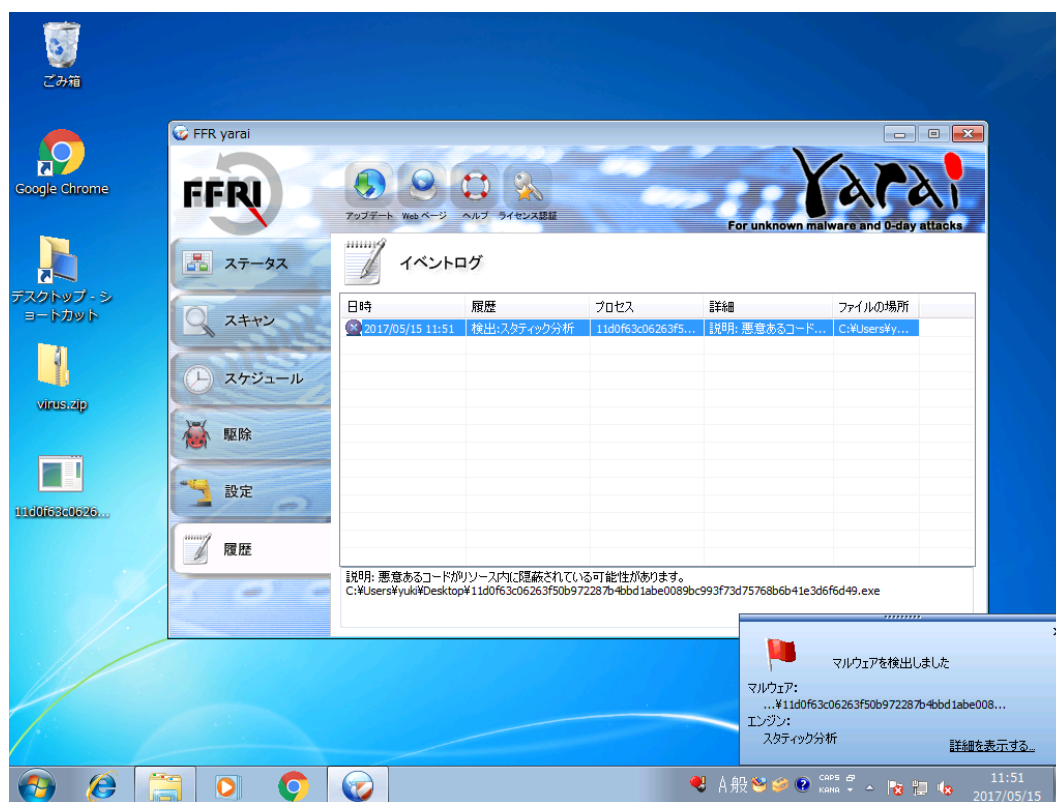 ごみ箱
Google Chrome
デスクトップ - シ
ョートカット
virus.zip
11d0f63c0626...
FFR yarai
FFRI
アップデート Web ページ ヘルプ ライセンス認証
Yarai
For unknown malware and 0-day attacks
ステータス
スキャン
スケジュール
駆除
設定
履歴
イベントログ
日時 履歴 プロセス 詳細 ファイルの場所
2017/05/15 11:51 検出:スタティック分析 11d0f63c06263f5... 説明: 悪意あるコード... C:¥Users¥y...
説明: 悪意あるコードがリソース内に隠蔽されている可能性があります。
C:¥Users¥yuki¥Desktop¥11d0f63c06263f50b972287b4bbd1abe0089bc993f73d75768b6b41e3d6f6d49.exe
マルウェアを検出しました
マルウェア:
...¥11d0f63c06263f50b972287b4bbd1abe008...
エンジン:
スタティック分析
詳細を表示する...
A 般 CAPS KANA
11:51
2017/05/15